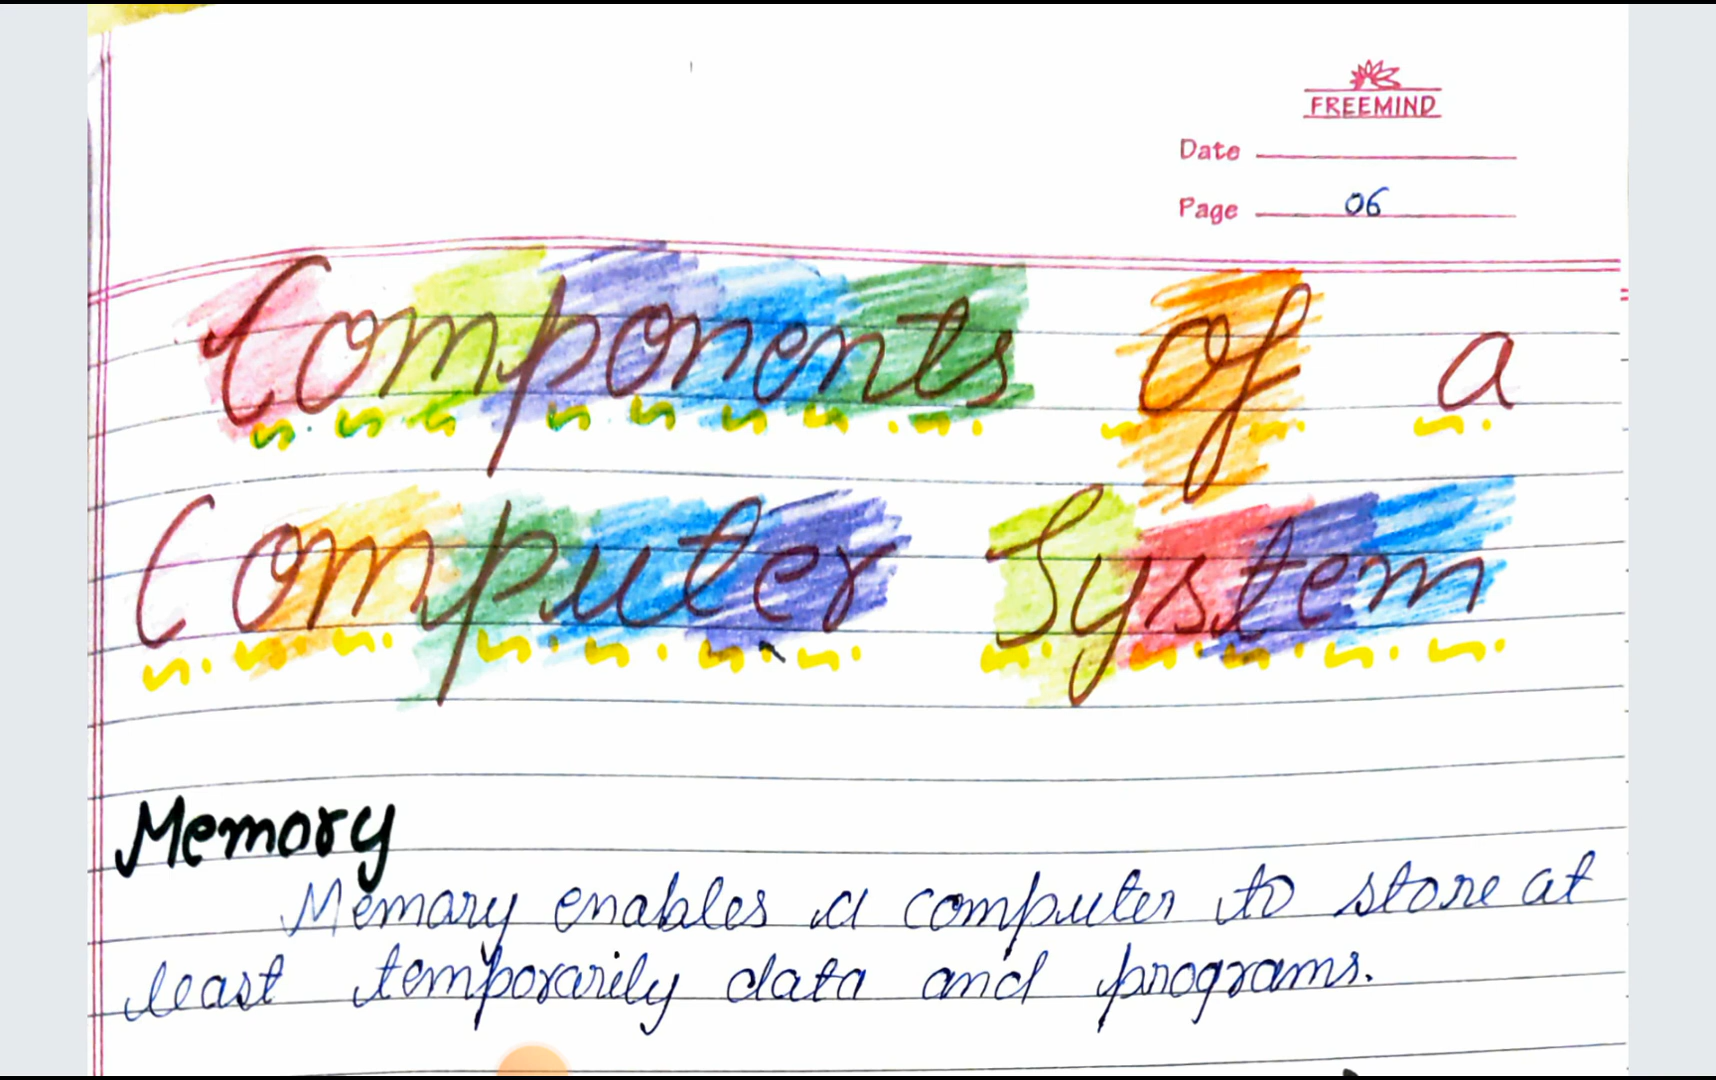 FREEMIND
Date
Page 06
Components of a
Computer System
Memory
Memory enables a computer to store at
least temporarily data and programs.